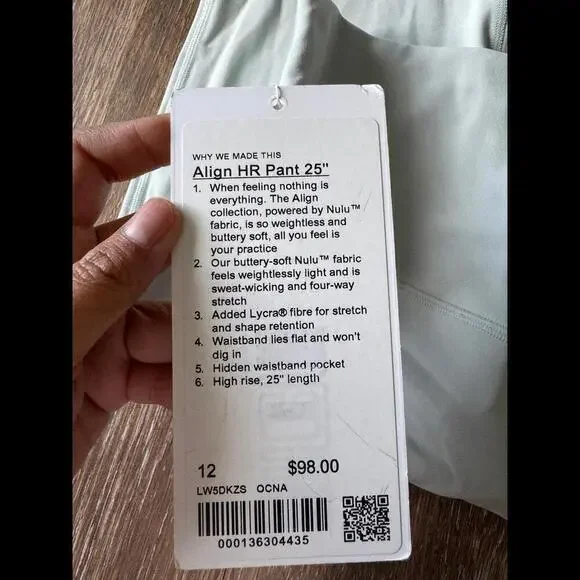 WHY WE MADE THIS
Align HR Pant 25"
1. When feeling nothing is
everything. The Align
collection, powered by Nulu™
fabric, is so weightless and
buttery soft, all you feel is
your practice
2. Our buttery-soft Nulu™ fabric
feels weightlessly light and is
sweat-wicking and four-way
stretch
3. Added Lycra® fibre for stretch
and shape retention
4. Waistband lies flat and won't
dig in
5. Hidden waistband pocket
6. High rise, 25" length
12 $98.00
LW5DKZS OCNA
000136304435